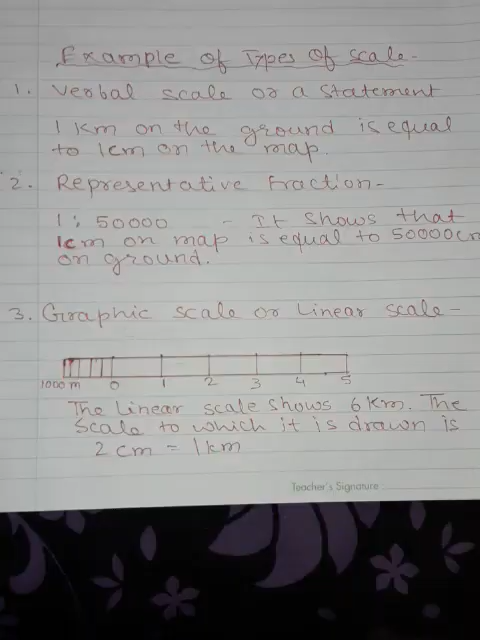 Example of Types of scale-
1. Verbal scale or a statement
1 Km on the ground is equal
to 1cm on the map.
2. Representative Fraction-
1: 50000 - It shows that
1cm on map is equal to 50000cm
on ground.
3. Graphic scale or Linear scale-
1000 m 0 1 2 3 4 5
The Linear scale shows 6 Km. The
scale to which it is drawn is
2 cm = 1 km
Teacher's Signature